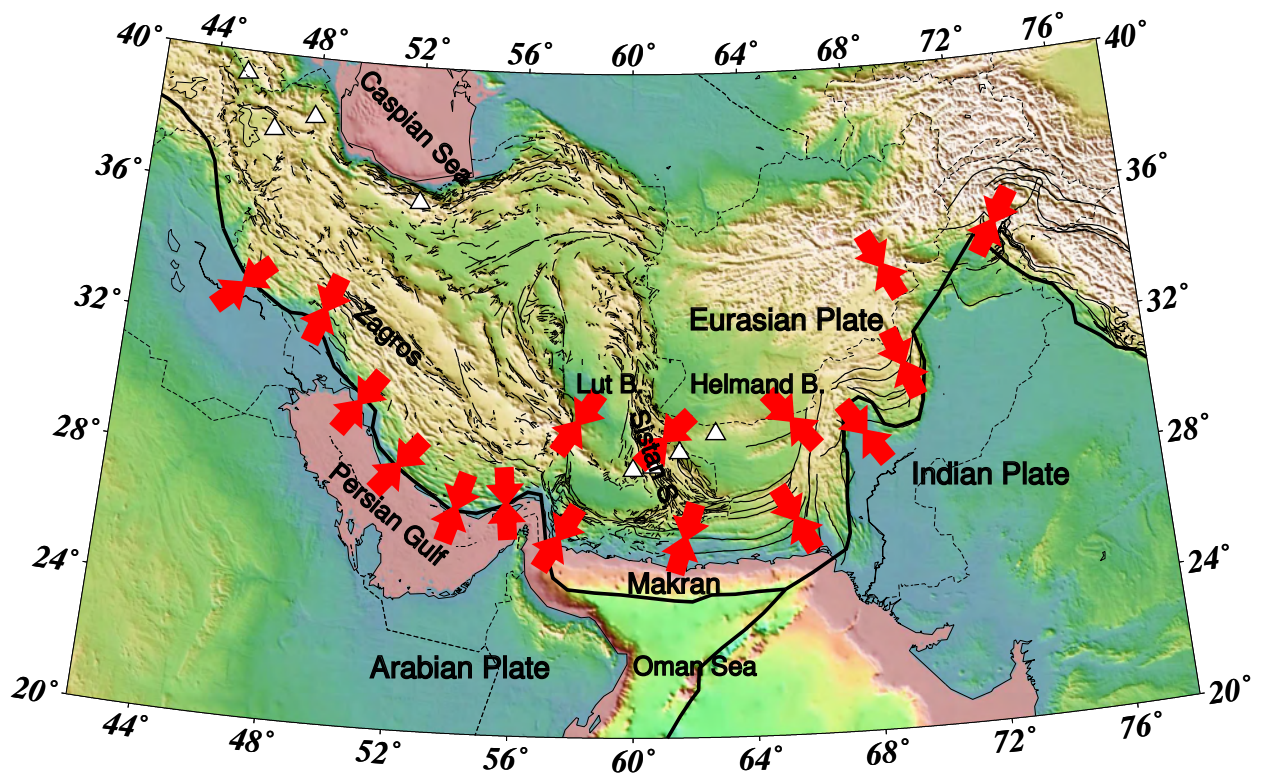 44° 48° 52° 56° 60° 64° 68° 72° 76°
40° 40°
Caspian Sea
36° 36°
32° 32°
Zagros
Eurasian Plate
Lut B. Helmand B.
Sistan S.
28° 28°
Indian Plate
Persian Gulf
24° 24°
Makran
Arabian Plate
Oman Sea
20° 20°
44° 48° 52° 56° 60° 64° 68° 72° 76°